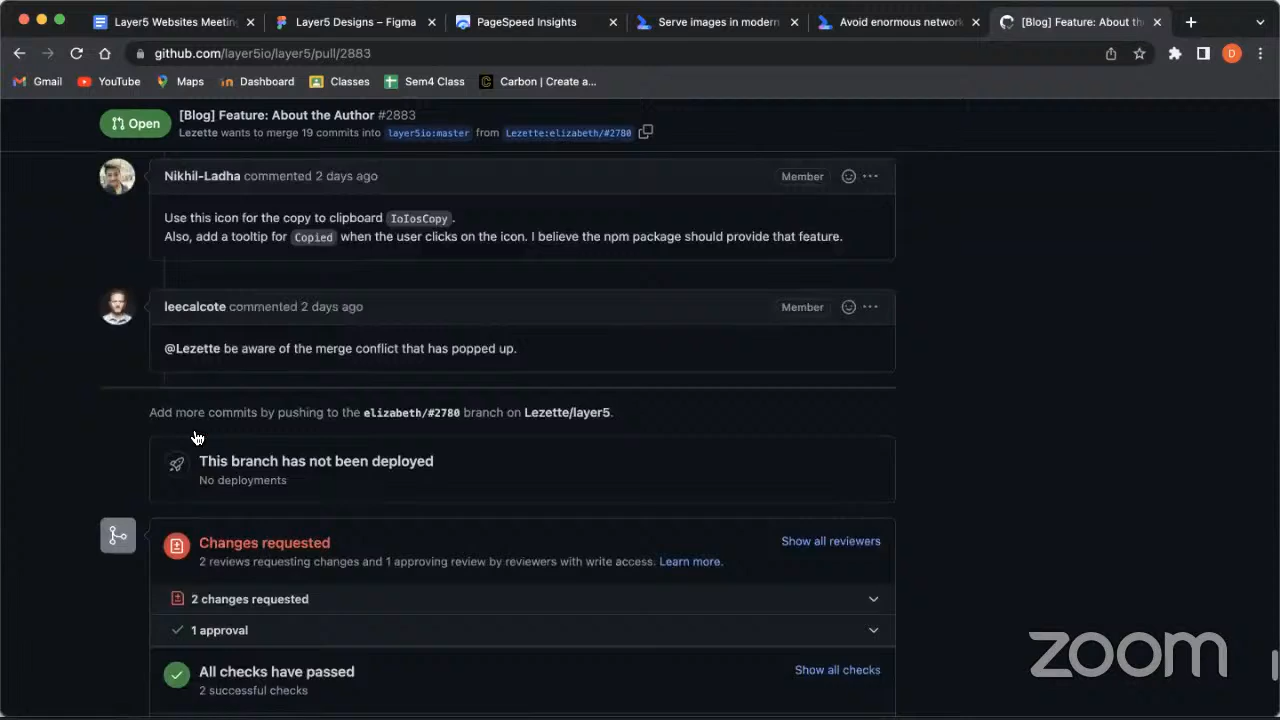 Layer5 Websites Meeting
Layer5 Designs – Figma
PageSpeed Insights
Serve images in modern
Avoid enormous network
[Blog] Feature: About the
github.com/layer5io/layer5/pull/2883
D
Gmail
YouTube
Maps
Dashboard
Classes
Sem4 Class
Carbon | Create a...
Open
[Blog] Feature: About the Author #2883
Lezette wants to merge 19 commits into layer5io:master from Lezette:elizabeth/#2780
Nikhil-Ladha commented 2 days ago
Member
Use this icon for the copy to clipboard IoIosCopy.
Also, add a tooltip for Copied when the user clicks on the icon. I believe the npm package should provide that feature.
leecalcote commented 2 days ago
Member
@Lezette be aware of the merge conflict that has popped up.
Add more commits by pushing to the elizabeth/#2780 branch on Lezette/layer5.
This branch has not been deployed
No deployments
Changes requested
Show all reviewers
2 reviews requesting changes and 1 approving review by reviewers with write access. Learn more.
2 changes requested
1 approval
All checks have passed
Show all checks
2 successful checks
zoom